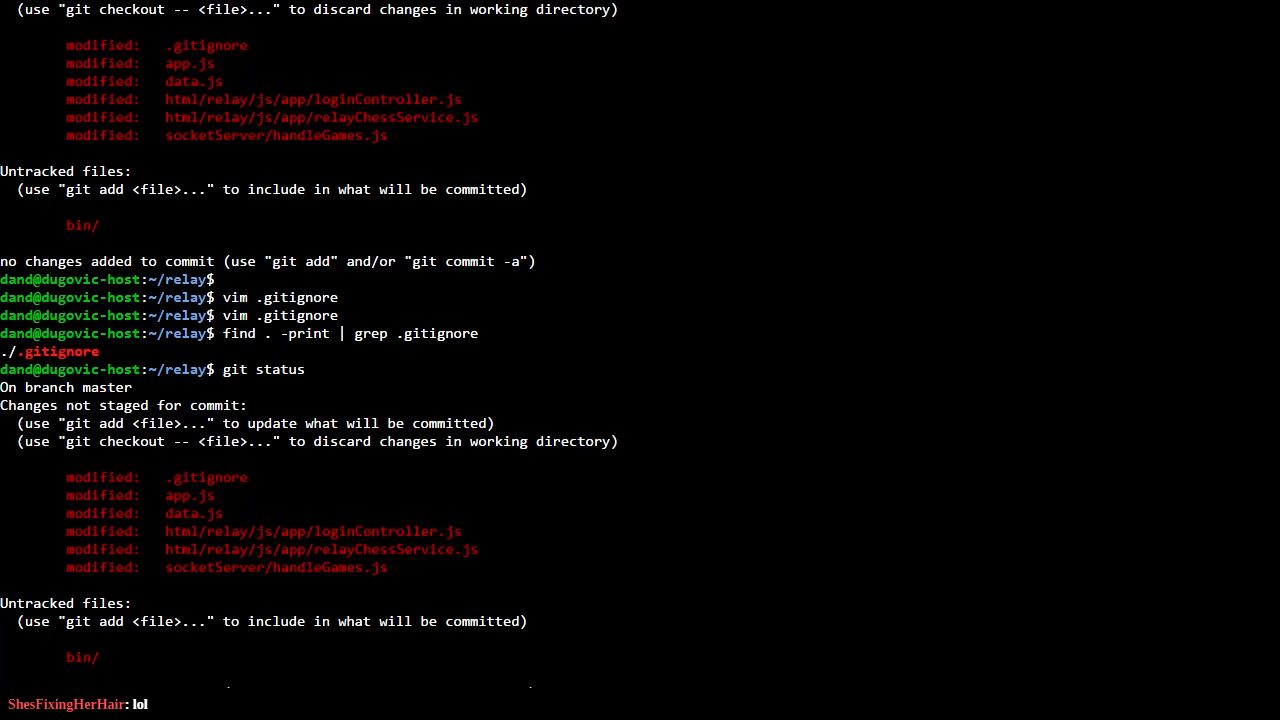 (use "git checkout -- <file>..." to discard changes in working directory)
modified: .gitignore
modified: app.js
modified: data.js
modified: html/relay/js/app/loginController.js
modified: html/relay/js/app/relayChessService.js
modified: socketServer/handleGames.js
Untracked files:
(use "git add <file>..." to include in what will be committed)
bin/
no changes added to commit (use "git add" and/or "git commit -a")
dand@dugovic-host:~/relay$
dand@dugovic-host:~/relay$ vim .gitignore
dand@dugovic-host:~/relay$ vim .gitignore
dand@dugovic-host:~/relay$ find . -print | grep .gitignore
./.gitignore
dand@dugovic-host:~/relay$ git status
On branch master
Changes not staged for commit:
(use "git add <file>..." to update what will be committed)
(use "git checkout -- <file>..." to discard changes in working directory)
modified: .gitignore
modified: app.js
modified: data.js
modified: html/relay/js/app/loginController.js
modified: html/relay/js/app/relayChessService.js
modified: socketServer/handleGames.js
Untracked files:
(use "git add <file>..." to include in what will be committed)
bin/
ShesFixingHerHair: lol